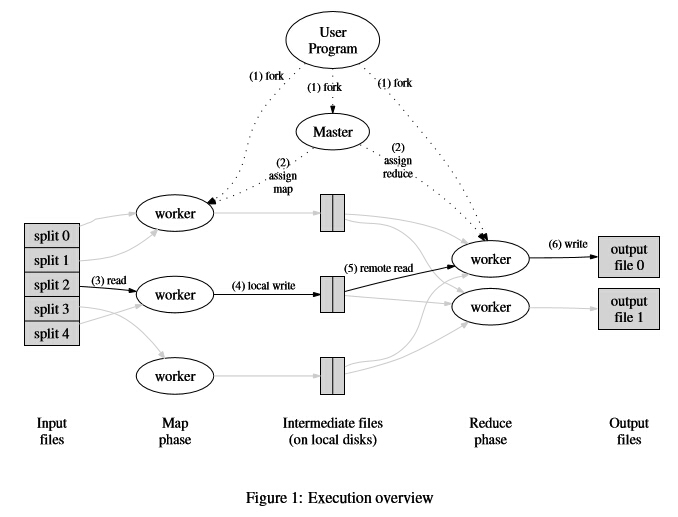 User
Program
(1) fork
(1) fork
(1) fork
Master
(2)
assign
map
(2)
assign
reduce
worker
split 0
split 1
split 2
split 3
split 4
(3) read
worker
(4) local write
(5) remote read
worker
(6) write
output
file 0
worker
output
file 1
worker
Input
files
Map
phase
Intermediate files
(on local disks)
Reduce
phase
Output
files
Figure 1: Execution overview